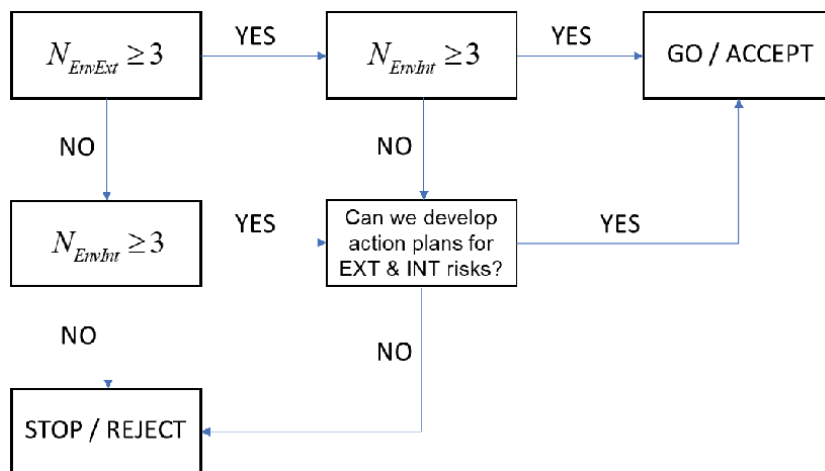 N_EnvExt ≥ 3
YES
N_EnvInt ≥ 3
YES
GO / ACCEPT
NO
NO
N_EnvInt ≥ 3
YES
Can we develop
action plans for
EXT & INT risks?
YES
NO
NO
STOP / REJECT